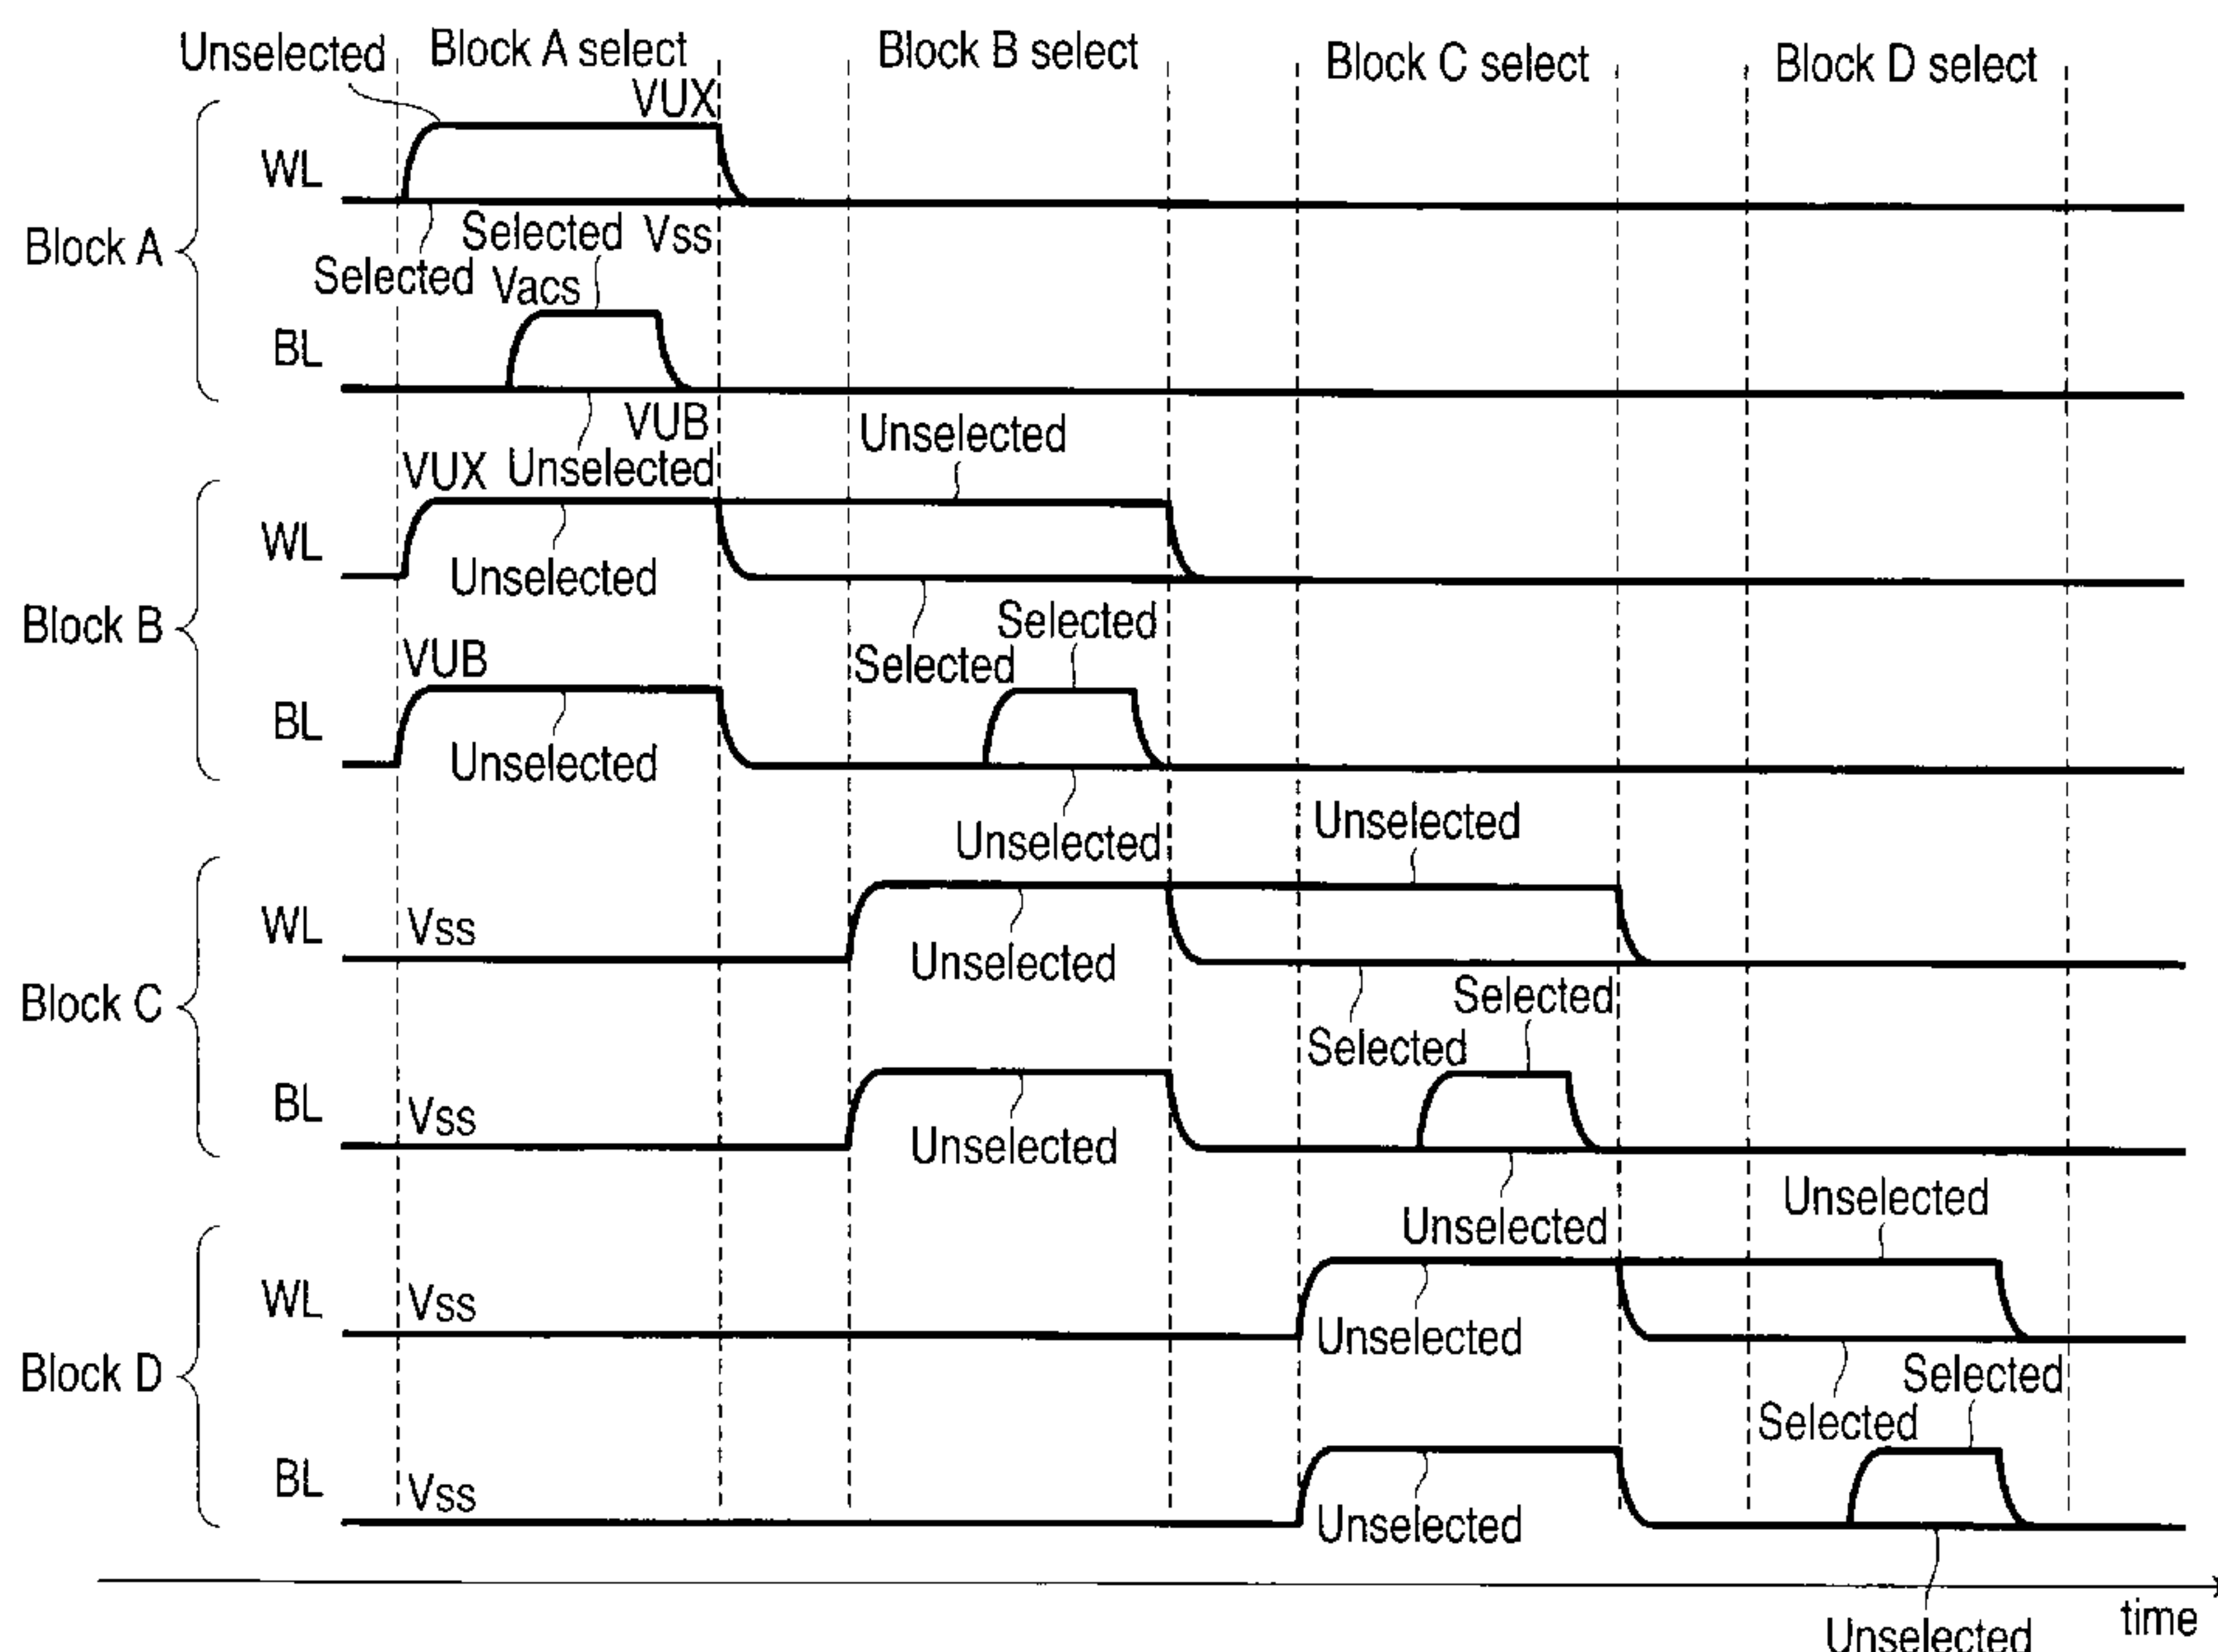 Unselected
Block A select
Block B select
Block C select
Block D select
VUX
Block A
WL
Selected
Selected
Vss
Vacs
BL
VUB
Unselected
Unselected
Block B
VUX
WL
Unselected
Selected
Selected
VUB
BL
Unselected
Unselected
Unselected
Block C
WL
Vss
Unselected
Selected
Selected
BL
Vss
Unselected
Unselected
Unselected
Block D
WL
Vss
Unselected
Selected
Selected
BL
Vss
Unselected
Unselected
time